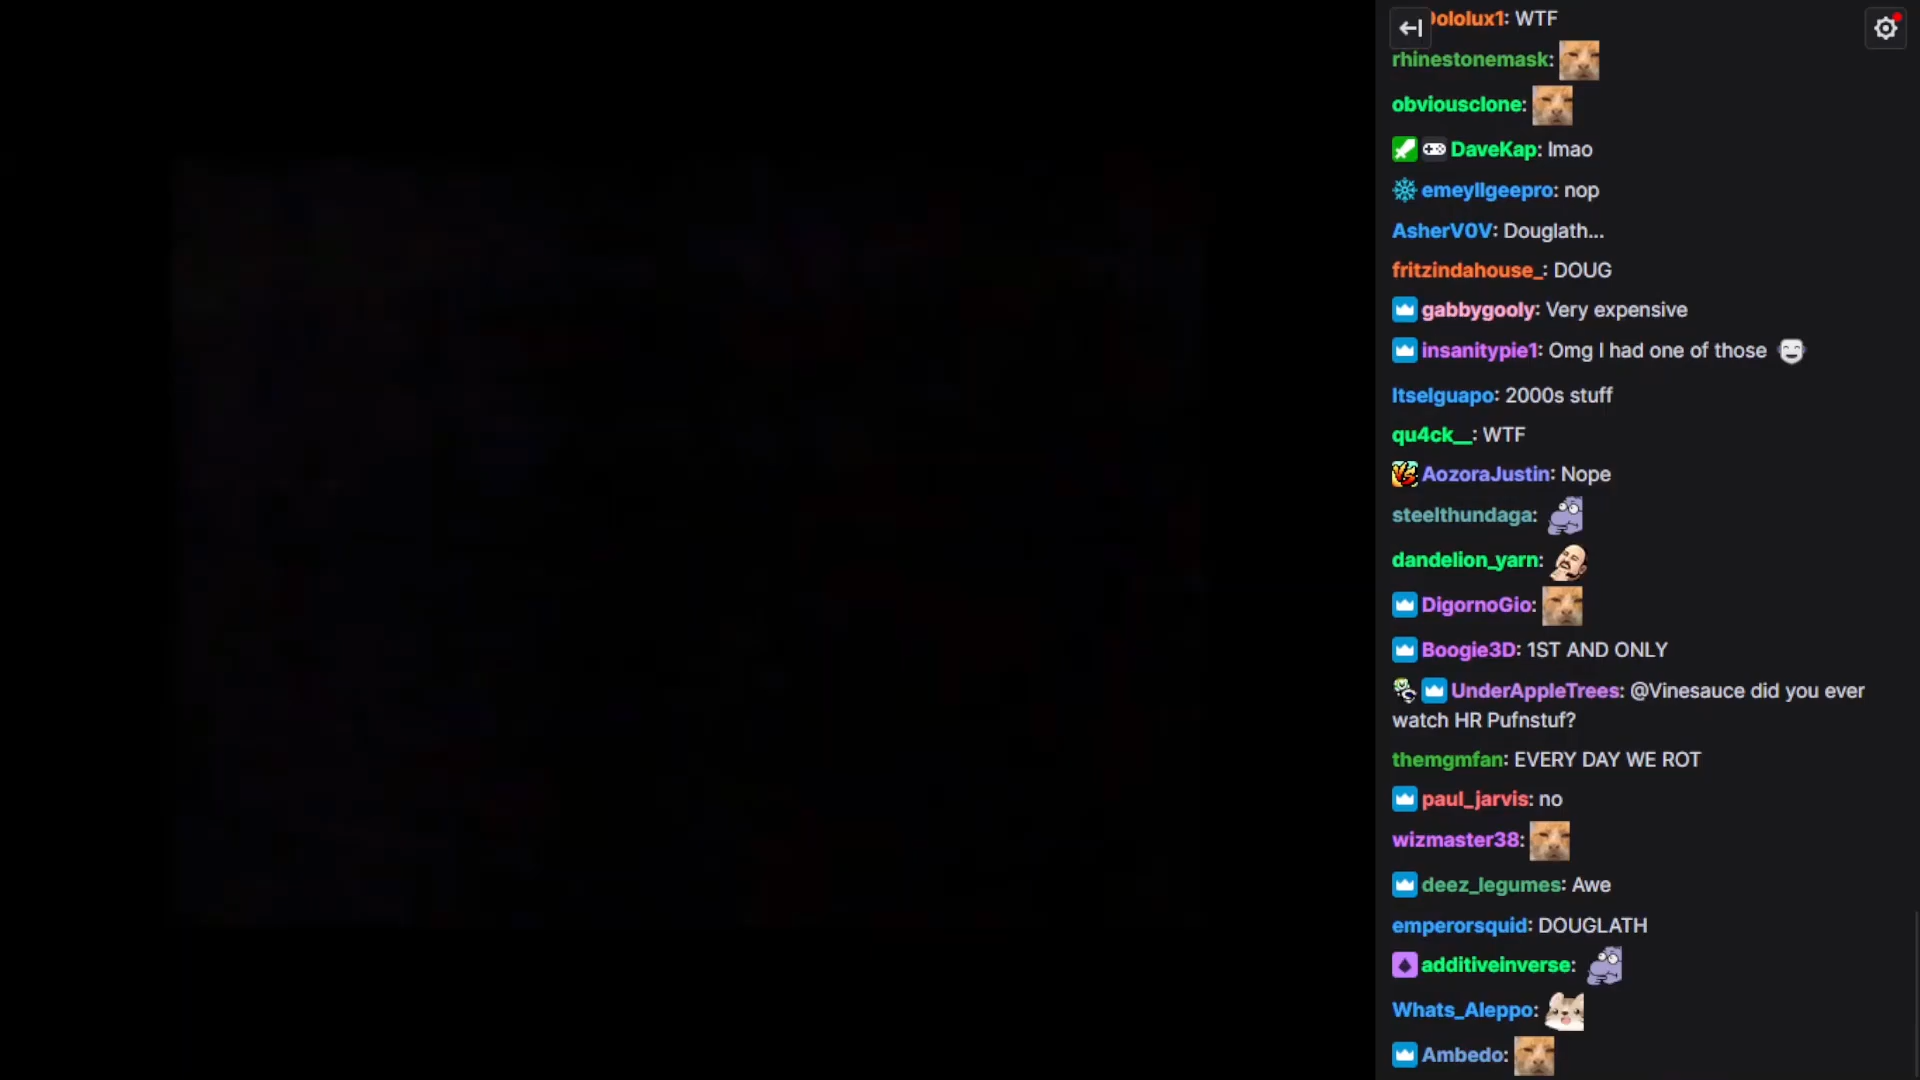 Dololux1: WTF
rhinestonemask:
obviousclone:
DaveKap: lmao
emeyllgeepro: nop
AsherV0V: Douglath...
fritzindahouse_: DOUG
gabbygooly: Very expensive
insanitypie1: Omg I had one of those
Itselguapo: 2000s stuff
qu4ck__: WTF
AozoraJustin: Nope
steelthundaga:
dandelion_yarn:
DigornoGio:
Boogie3D: 1ST AND ONLY
UnderAppleTrees: @Vinesauce did you ever
watch HR Pufnstuf?
themgmfan: EVERY DAY WE ROT
paul_jarvis: no
wizmaster38:
deez_legumes: Awe
emperorsquid: DOUGLATH
additiveinverse:
Whats_Aleppo:
Ambedo: